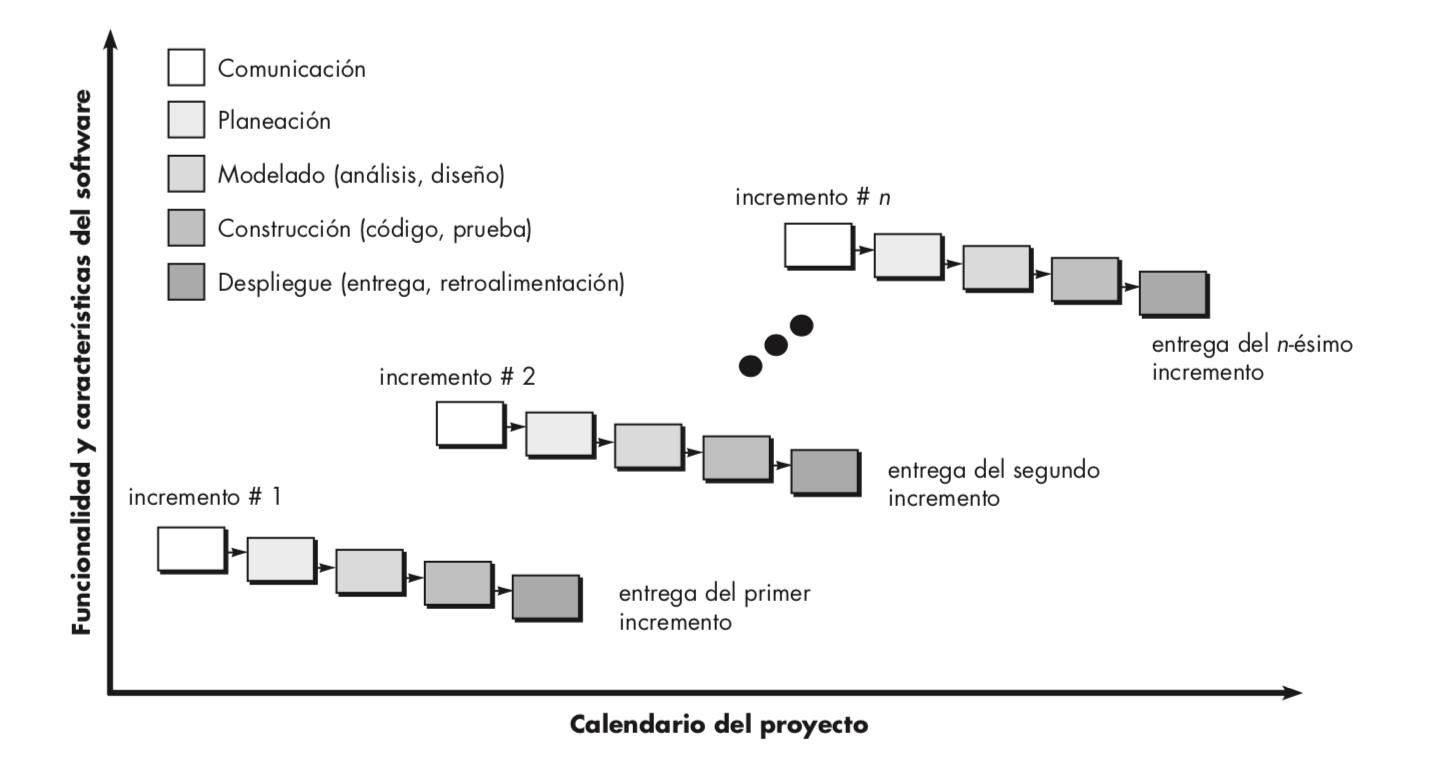 Funcionalidad y características del software
Comunicación
Planeación
Modelado (análisis, diseño)
Construcción (código, prueba)
Despliegue (entrega, retroalimentación)
incremento # n
entrega del n-ésimo
incremento
incremento # 2
entrega del segundo
incremento
incremento # 1
entrega del primer
incremento
Calendario del proyecto